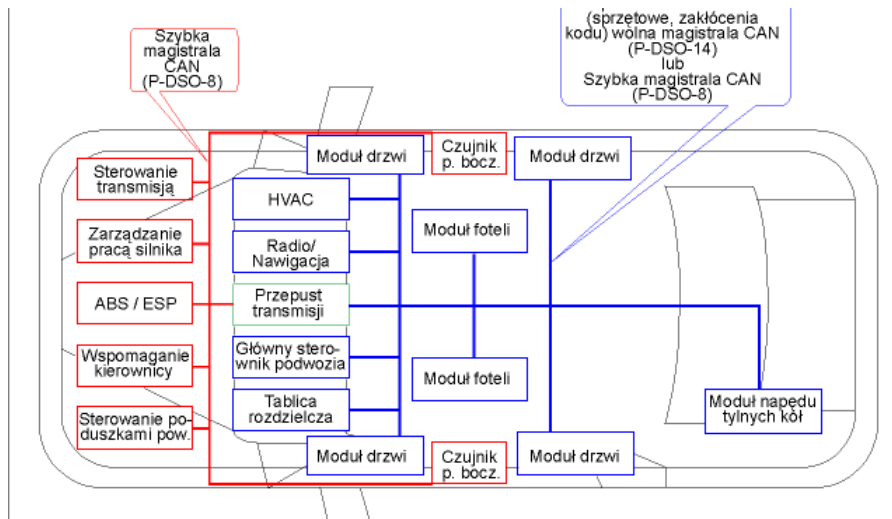 Szybka
magistrala
CAN
(P-DSO-8)
(sprzętowe, zakłócenia
kodu) wolna magistrala CAN
(P-DSO-14)
lub
Szybka magistrala CAN
(P-DSO-8)
Moduł drzwi
Czujnik
p. bocz.
Moduł drzwi
Sterowanie
transmisją
HVAC
Zarządzanie
pracą silnika
Radio/
Nawigacja
Moduł foteli
ABS / ESP
Przepust
transmisji
Wspomaganie
kierownicy
Główny stero-
wnik podwozia
Moduł foteli
Sterowanie po-
duszkami pow.
Tablica
rozdzielcza
Moduł napędu
tylnych kół
Moduł drzwi
Czujnik
p. bocz.
Moduł drzwi